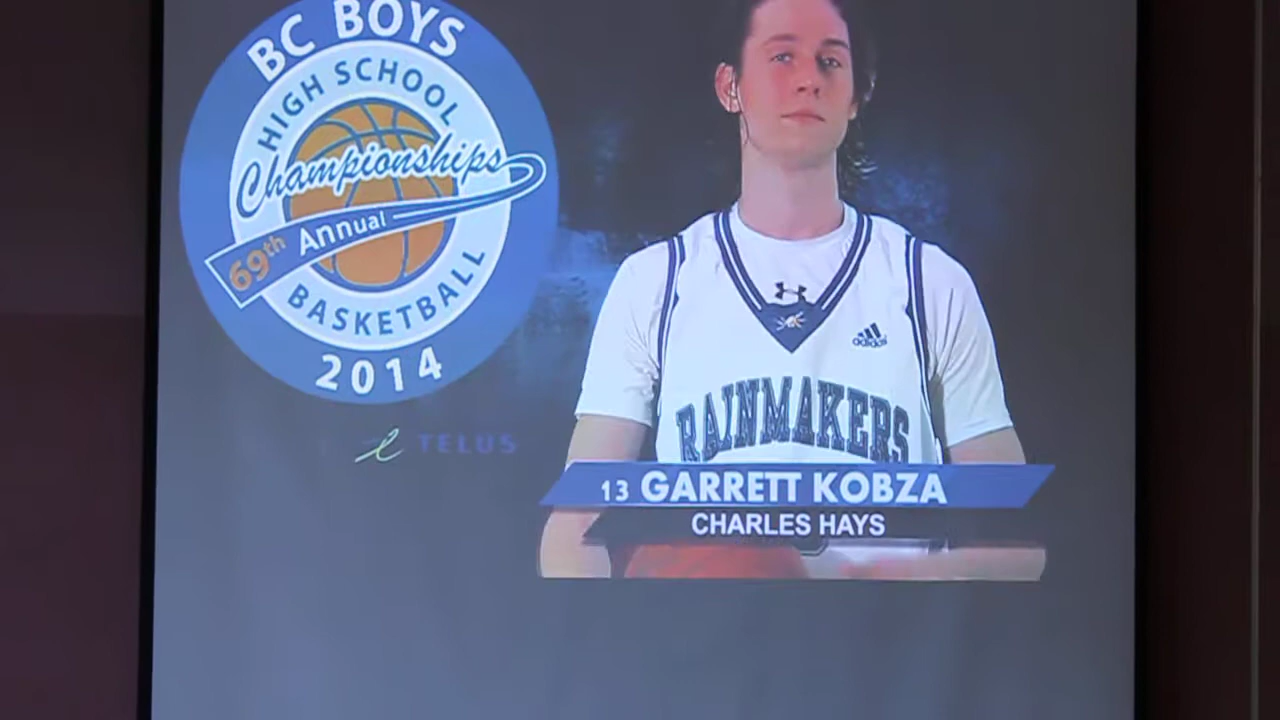 BC BOYS
HIGH SCHOOL
Championships
69th Annual
BASKETBALL
2014
TELUS
adidas
RAINMAKERS
13 GARRETT KOBZA
CHARLES HAYS